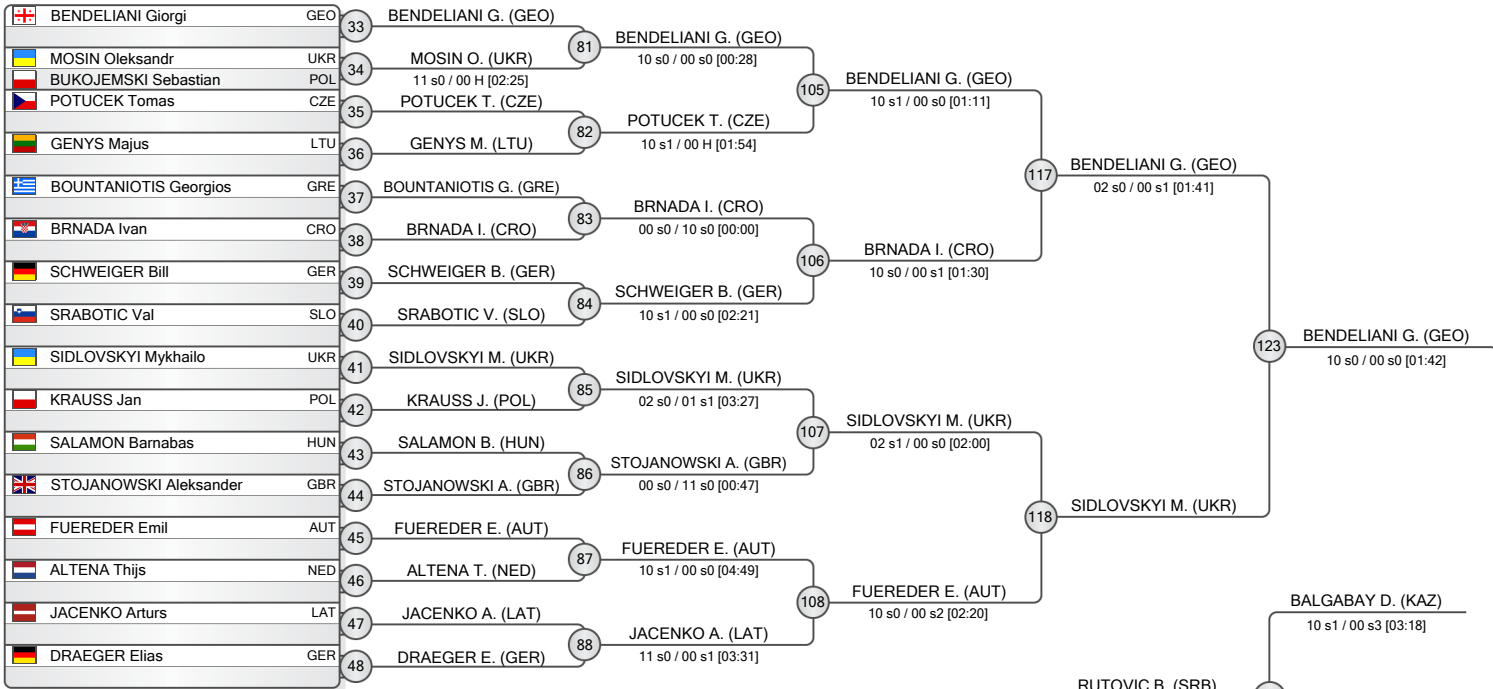 BENDELIANI Giorgi GEO
MOSIN Oleksandr UKR
BUKOJEMSKI Sebastian POL
POTUCEK Tomas CZE
GENYS Majus LTU
BOUNTANIOTIS Georgios GRE
BRNADA Ivan CRO
SCHWEIGER Bill GER
SRABOTIC Val SLO
SIDLOVSKYI Mykhailo UKR
KRAUSS Jan POL
SALAMON Barnabas HUN
STOJANOWSKI Aleksander GBR
FUEREDER Emil AUT
ALTENA Thijs NED
JACENKO Arturs LAT
DRAEGER Elias GER
33
34
35
36
37
38
39
40
41
42
43
44
45
46
47
48
BENDELIANI G. (GEO)
MOSIN O. (UKR)
11 s0 / 00 H [02:25]
POTUCEK T. (CZE)
GENYS M. (LTU)
BOUNTANIOTIS G. (GRE)
BRNADA I. (CRO)
SCHWEIGER B. (GER)
SRABOTIC V. (SLO)
SIDLOVSKYI M. (UKR)
KRAUSS J. (POL)
SALAMON B. (HUN)
STOJANOWSKI A. (GBR)
FUEREDER E. (AUT)
ALTENA T. (NED)
JACENKO A. (LAT)
DRAEGER E. (GER)
81
82
83
84
85
86
87
88
BENDELIANI G. (GEO)
10 s0 / 00 s0 [00:28]
POTUCEK T. (CZE)
10 s1 / 00 H [01:54]
BRNADA I. (CRO)
00 s0 / 10 s0 [00:00]
SCHWEIGER B. (GER)
10 s1 / 00 s0 [02:21]
SIDLOVSKYI M. (UKR)
02 s0 / 01 s1 [03:27]
STOJANOWSKI A. (GBR)
00 s0 / 11 s0 [00:47]
FUEREDER E. (AUT)
10 s1 / 00 s0 [04:49]
JACENKO A. (LAT)
11 s0 / 00 s1 [03:31]
105
106
107
108
BENDELIANI G. (GEO)
10 s1 / 00 s0 [01:11]
BRNADA I. (CRO)
10 s0 / 00 s1 [01:30]
SIDLOVSKYI M. (UKR)
02 s1 / 00 s0 [02:00]
FUEREDER E. (AUT)
10 s0 / 00 s2 [02:20]
117
118
BENDELIANI G. (GEO)
02 s0 / 00 s1 [01:41]
SIDLOVSKYI M. (UKR)
123
BENDELIANI G. (GEO)
10 s0 / 00 s0 [01:42]
BALGABAY D. (KAZ)
10 s1 / 00 s3 [03:18]
RUTOVIC B. (SRB)